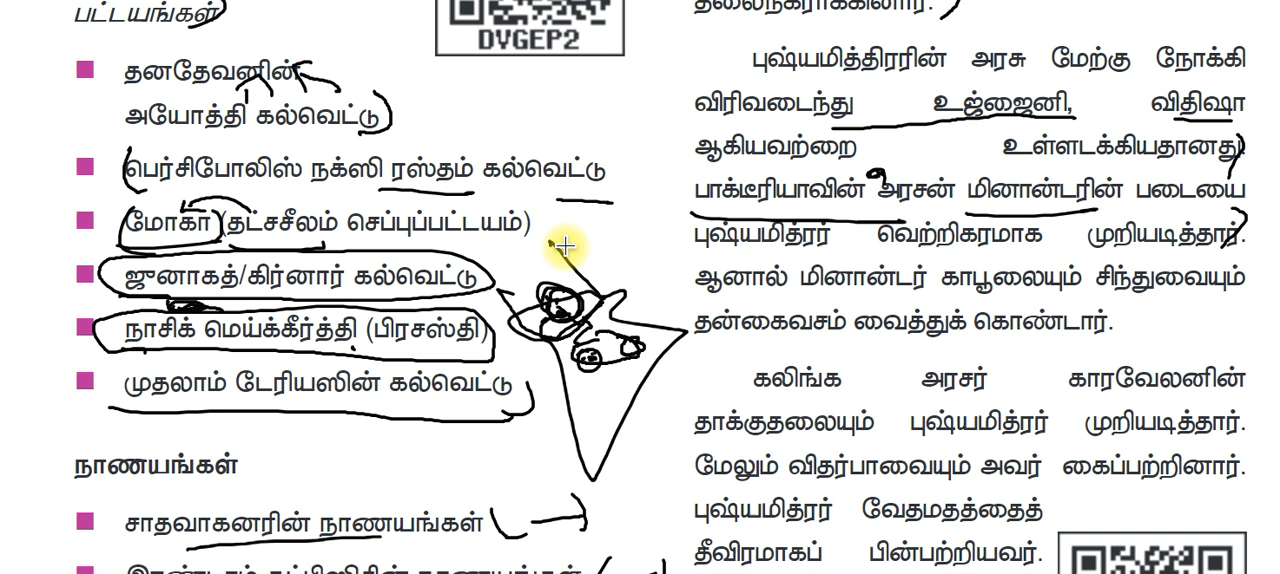 பட்டயங்கள்
DVGEP2
தனதேவனின்
அயோத்தி கல்வெட்டு
பெர்சிபோலிஸ் நக்ஸி ரஸ்தம் கல்வெட்டு
மோகா (தட்சசீலம் செப்புப்பட்டயம்)
ஜுனாகத்/கிர்னார் கல்வெட்டு
நாசிக் மெய்க்கீர்த்தி (பிரசஸ்தி)
முதலாம் டேரியஸின் கல்வெட்டு
நாணயங்கள்
சாதவாகனரின் நாணயங்கள்
தலைநகராக்கினார்.
புஷ்யமித்திரரின் அரசு மேற்கு நோக்கி
விரிவடைந்து உஜ்ஜைனி, விதிஷா
ஆகியவற்றை உள்ளடக்கியதானது.
பாக்டீரியாவின் அரசன் மினான்டரின் படையை
புஷ்யமித்ரர் வெற்றிகரமாக முறியடித்தார்.
ஆனால் மினான்டர் காபூலையும் சிந்துவையும்
தன்கைவசம் வைத்துக் கொண்டார்.
கலிங்க அரசர் காரவேலனின்
தாக்குதலையும் புஷ்யமித்ரர் முறியடித்தார்.
மேலும் விதர்பாவையும் அவர் கைப்பற்றினார்.
புஷ்யமித்ரர் வேதமதத்தைத்
தீவிரமாகப் பின்பற்றியவர்.